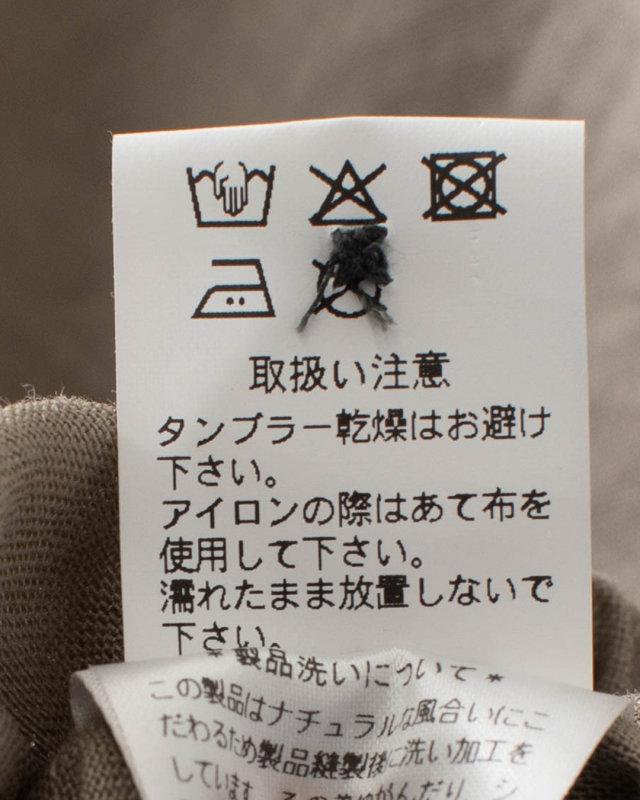 取扱い注意
タンブラー乾燥はお避け
下さい。
アイロンの際はあて布を
使用して下さい。
濡れたまま放置しないで
下さい。
製品洗いについて *
この製品はナチュラルな風合いにこ
だわるため製品縫製後に洗い加工を
しています